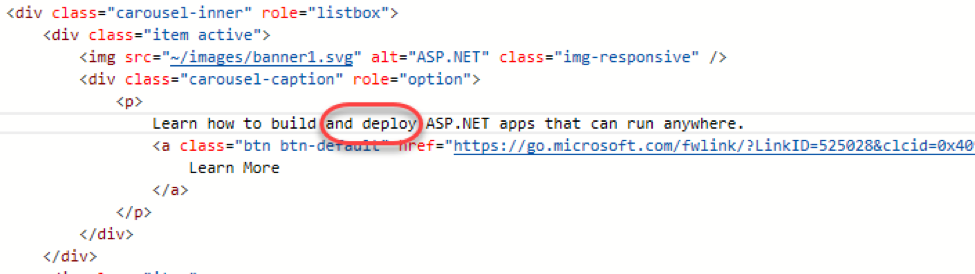 <div class="carousel-inner" role="listbox">
<div class="item active">
<img src="~/images/banner1.svg" alt="ASP.NET" class="img-responsive" />
<div class="carousel-caption" role="option">
<p>
Learn how to build and deploy ASP.NET apps that can run anywhere.
<a class="btn btn-default" href="https://go.microsoft.com/fwlink/?LinkID=525028&clcid=0x40
Learn More
</a>
</p>
</div>
</div>